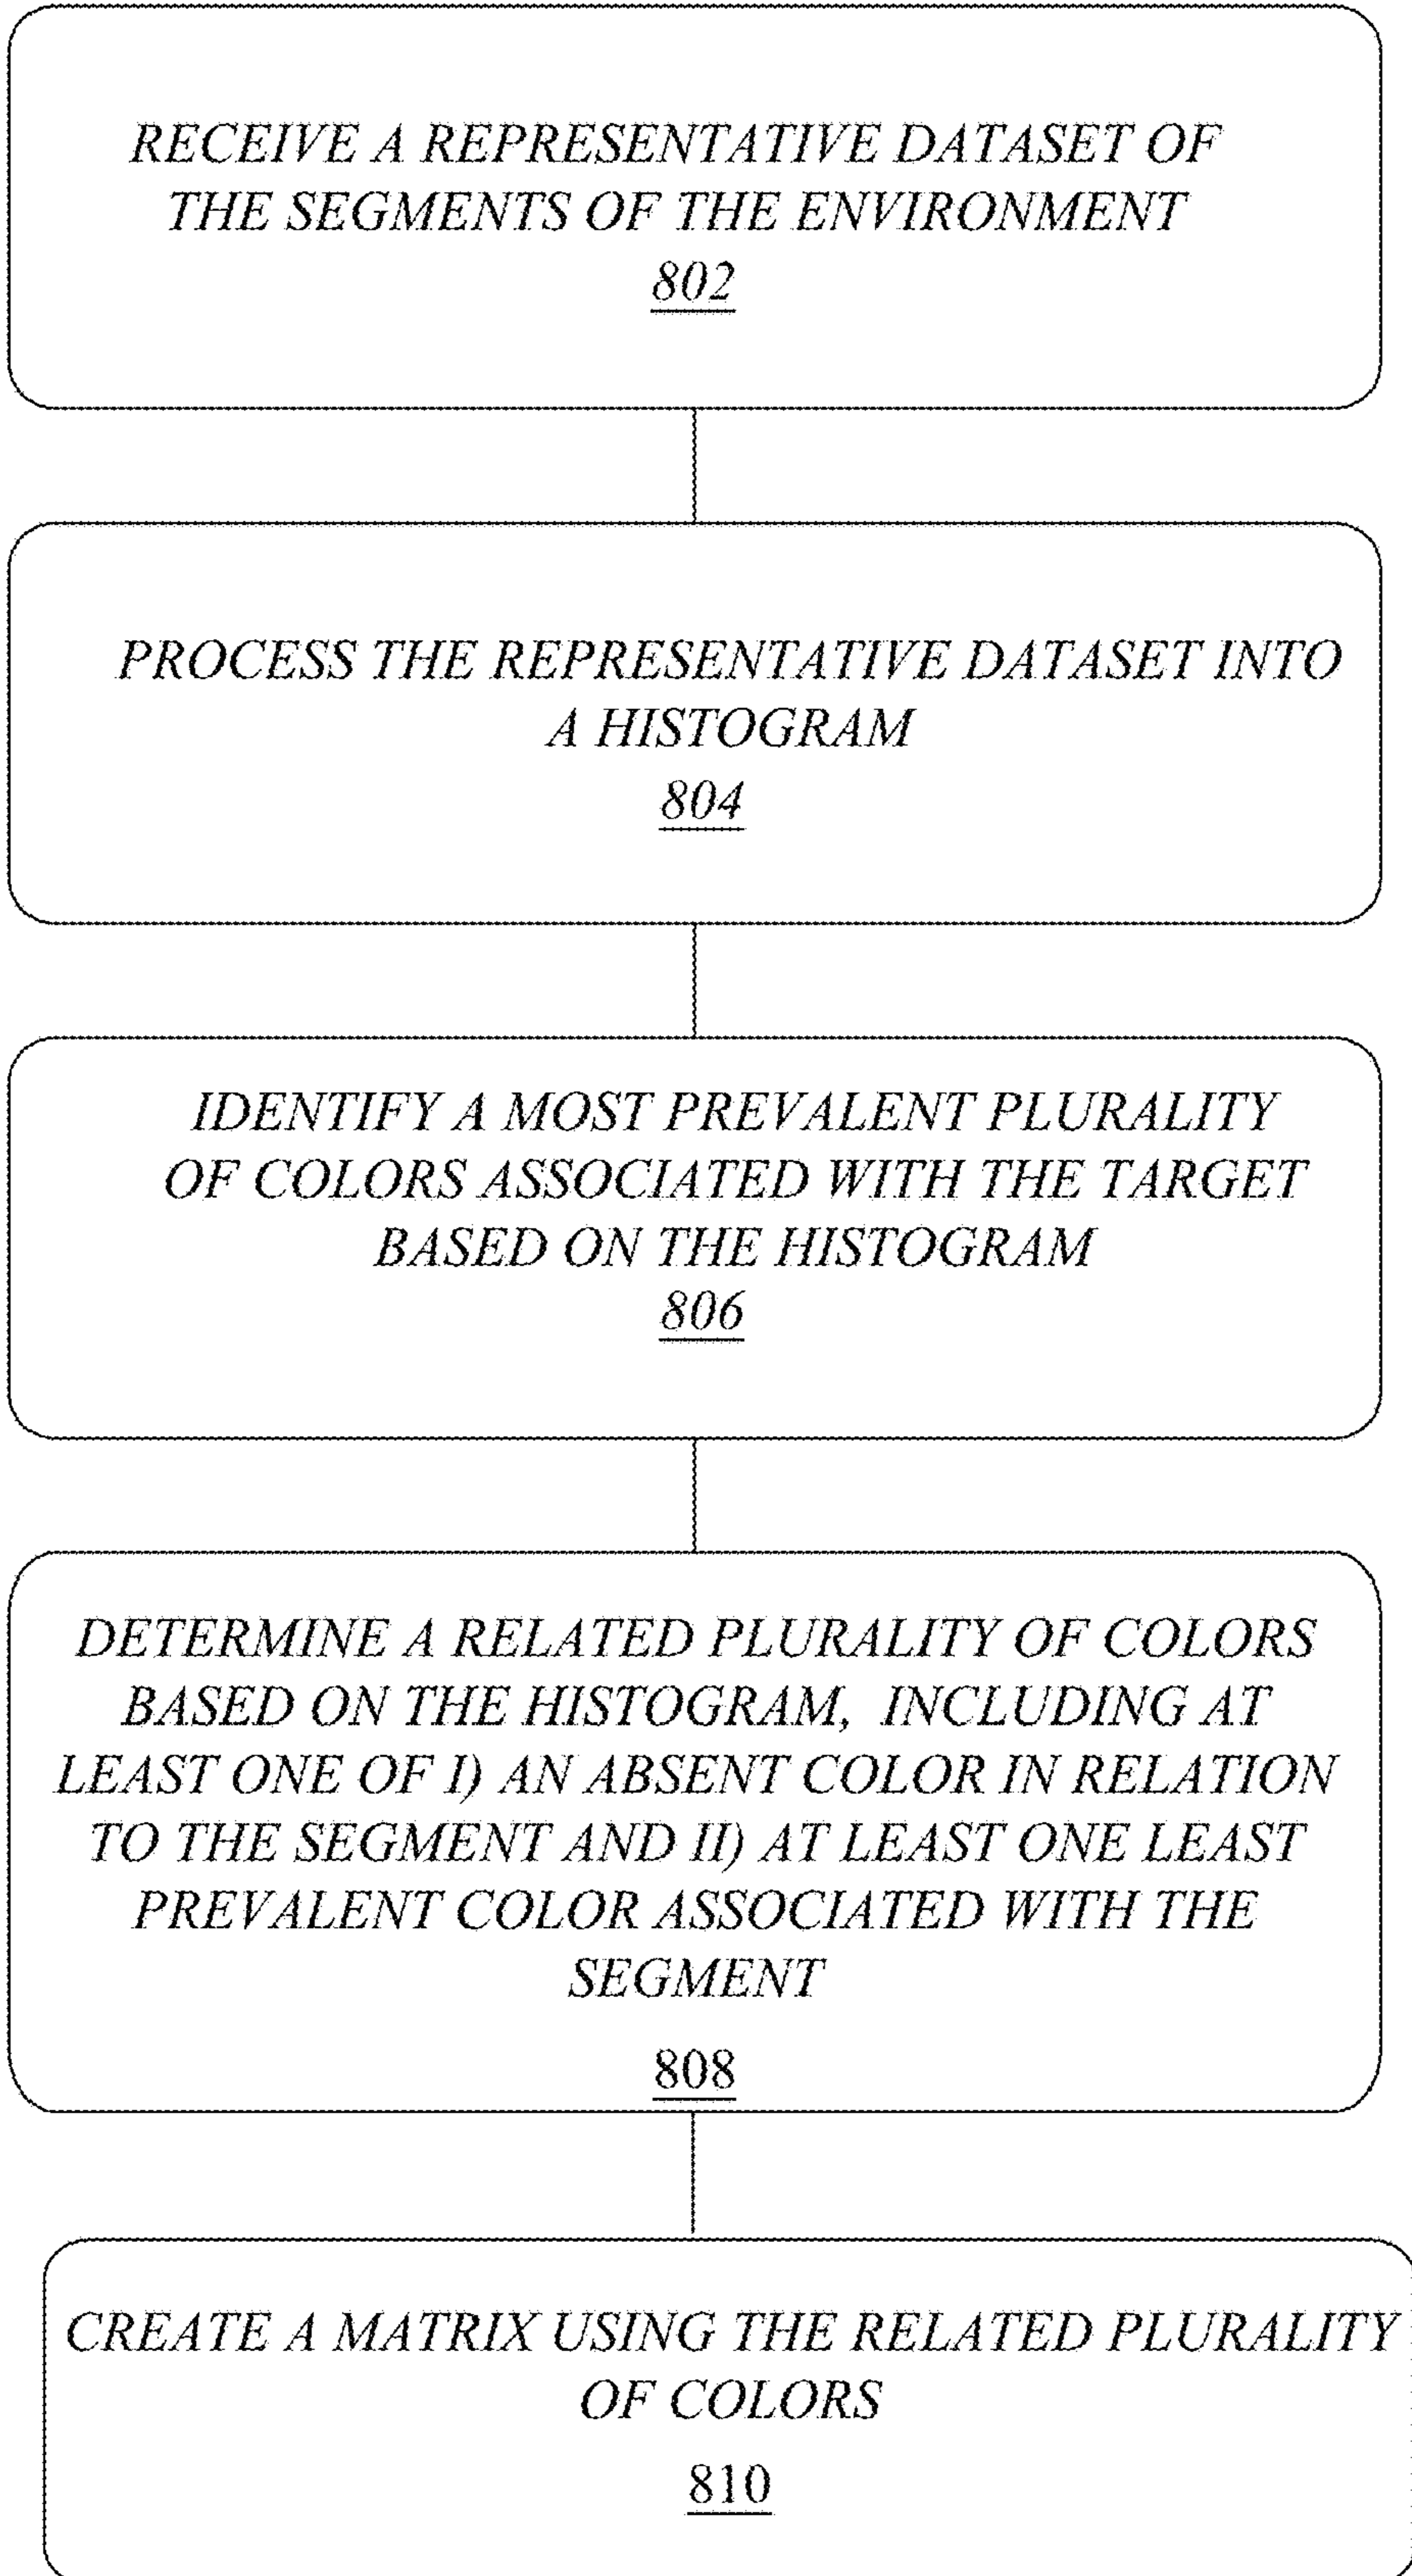 RECEIVE A REPRESENTATIVE DATASET OF
THE SEGMENTS OF THE ENVIRONMENT
802
PROCESS THE REPRESENTATIVE DATASET INTO
A HISTOGRAM
804
IDENTIFY A MOST PREVALENT PLURALITY
OF COLORS ASSOCIATED WITH THE TARGET
BASED ON THE HISTOGRAM
806
DETERMINE A RELATED PLURALITY OF COLORS
BASED ON THE HISTOGRAM, INCLUDING AT
LEAST ONE OF I) AN ABSENT COLOR IN RELATION
TO THE SEGMENT AND II) AT LEAST ONE LEAST
PREVALENT COLOR ASSOCIATED WITH THE
SEGMENT
808
CREATE A MATRIX USING THE RELATED PLURALITY
OF COLORS
810